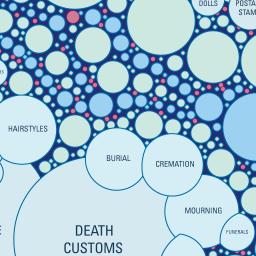 DOLLS
POSTA
STAM
HAIRSTYLES
BURIAL
CREMATION
MOURNING
FUNERALS
DEATH
CUSTOMS